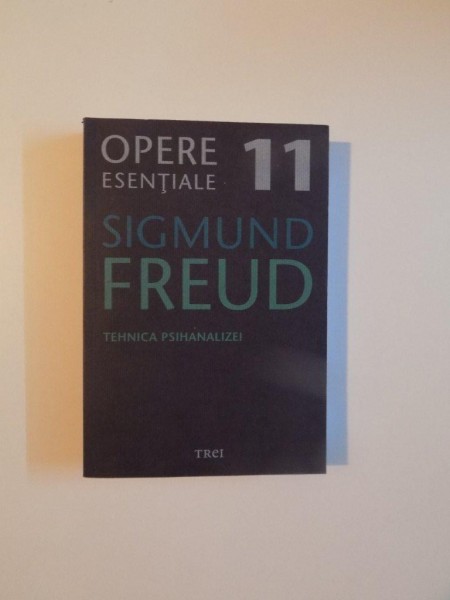 OPERE 11
ESENŢIALE
SIGMUND
FREUD
TEHNICA PSIHANALIZEI
TREI